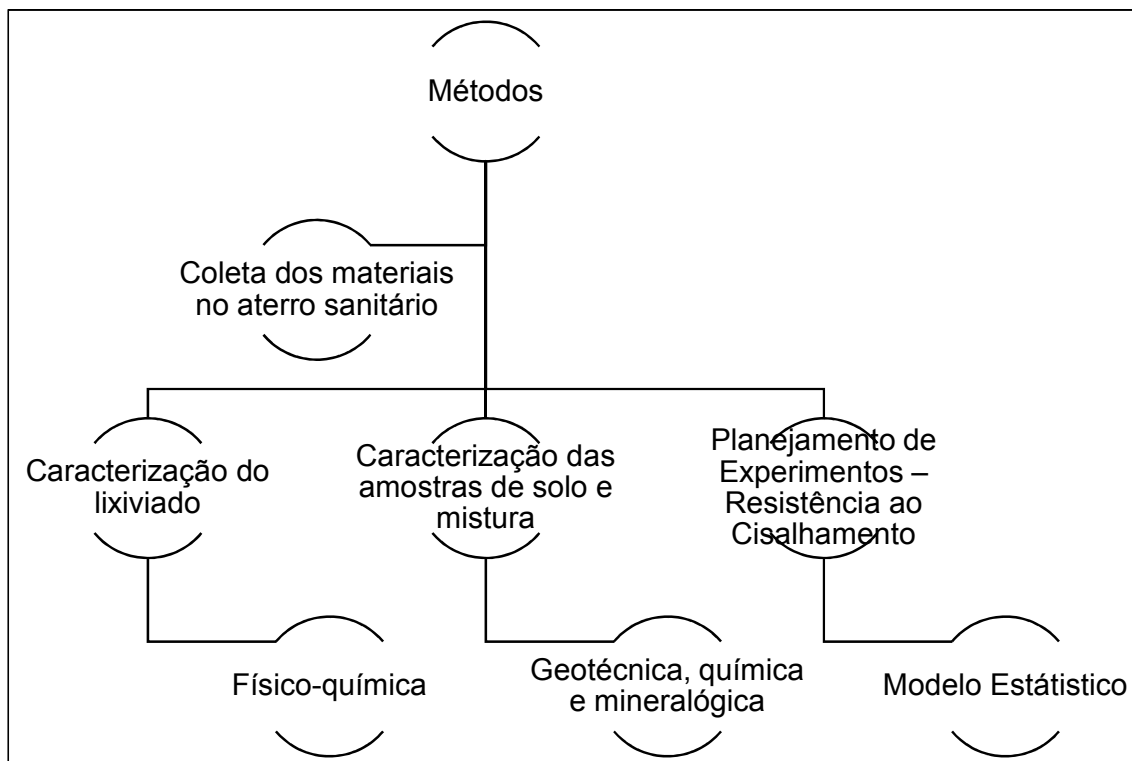 Métodos
Coleta dos materiais
no aterro sanitário
Caracterização do
lixiviado
Caracterização das
amostras de solo e
mistura
Planejamento de
Experimentos –
Resistência ao
Cisalhamento
Físico-química
Geotécnica, química
e mineralógica
Modelo Estátistico